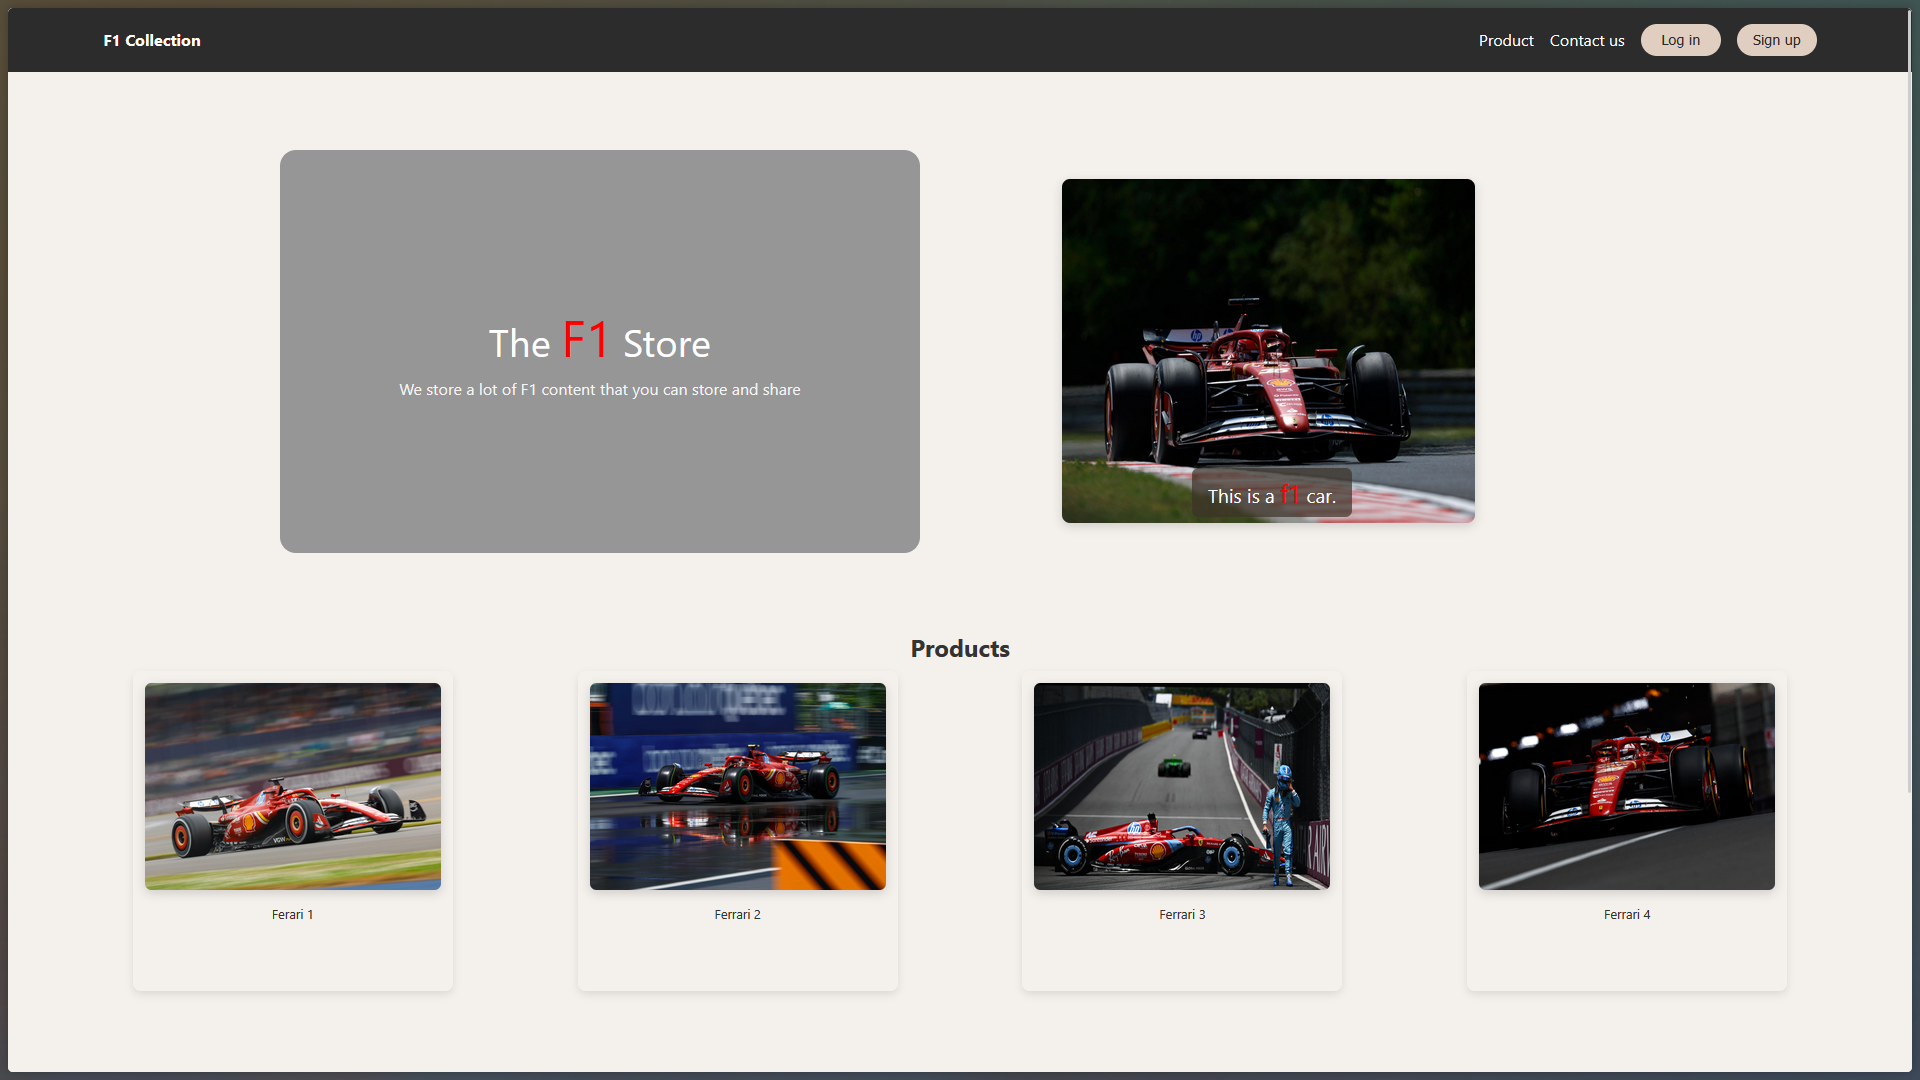 F1 Collection
Product
Contact us
Log in
Sign up
The F1 Store
We store a lot of F1 content that you can store and share
This is a f1 car.
Products
Ferari 1
Ferrari 2
Ferrari 3
Ferrari 4